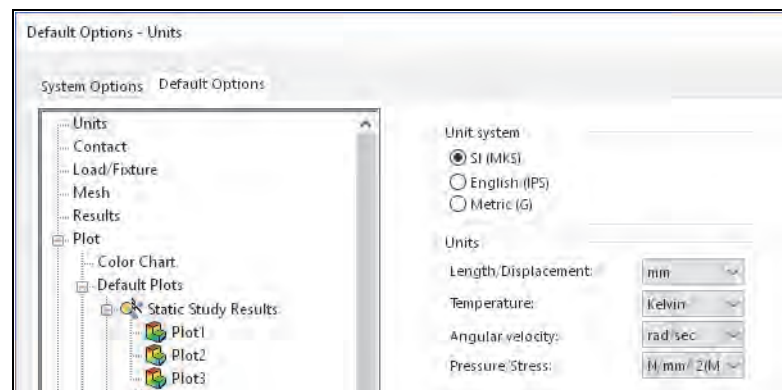 Default Options - Units
System Options Default Options
Units
Contact
Load/Fixture
Mesh
Results
Plot
Color Chart
Default Plots
Static Study Results
Plot1
Plot2
Plot3
Unit system
SI (MKS)
English (IPS)
Metric (G)
Units
Length/Displacement: mm
Temperature: Kelvin
Angular velocity: rad/sec
Pressure/Stress: N/mm^2(M